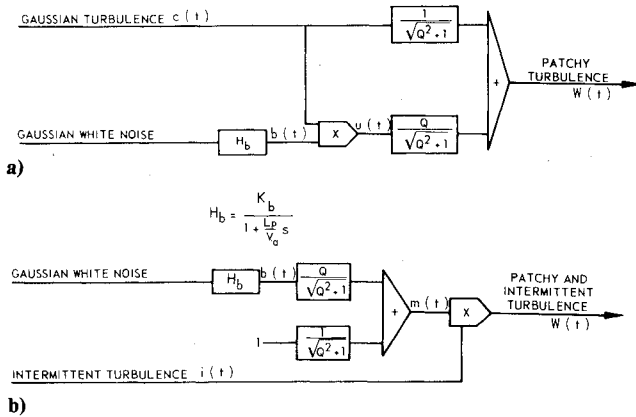 GAUSSIAN TURBULENCE c(t)
1
√Q²+1
+
PATCHY
TURBULENCE
W(t)
GAUSSIAN WHITE NOISE
H_b
b(t)
X
u(t)
Q
√Q²+1
a)
H_b = K_b / 1 + L_p/V_a s
GAUSSIAN WHITE NOISE
H_b
b(t)
Q
√Q²+1
+
m(t)
X
PATCHY AND
INTERMITTENT
TURBULENCE
W(t)
1
1
√Q²+1
INTERMITTENT TURBULENCE i(t)
b)